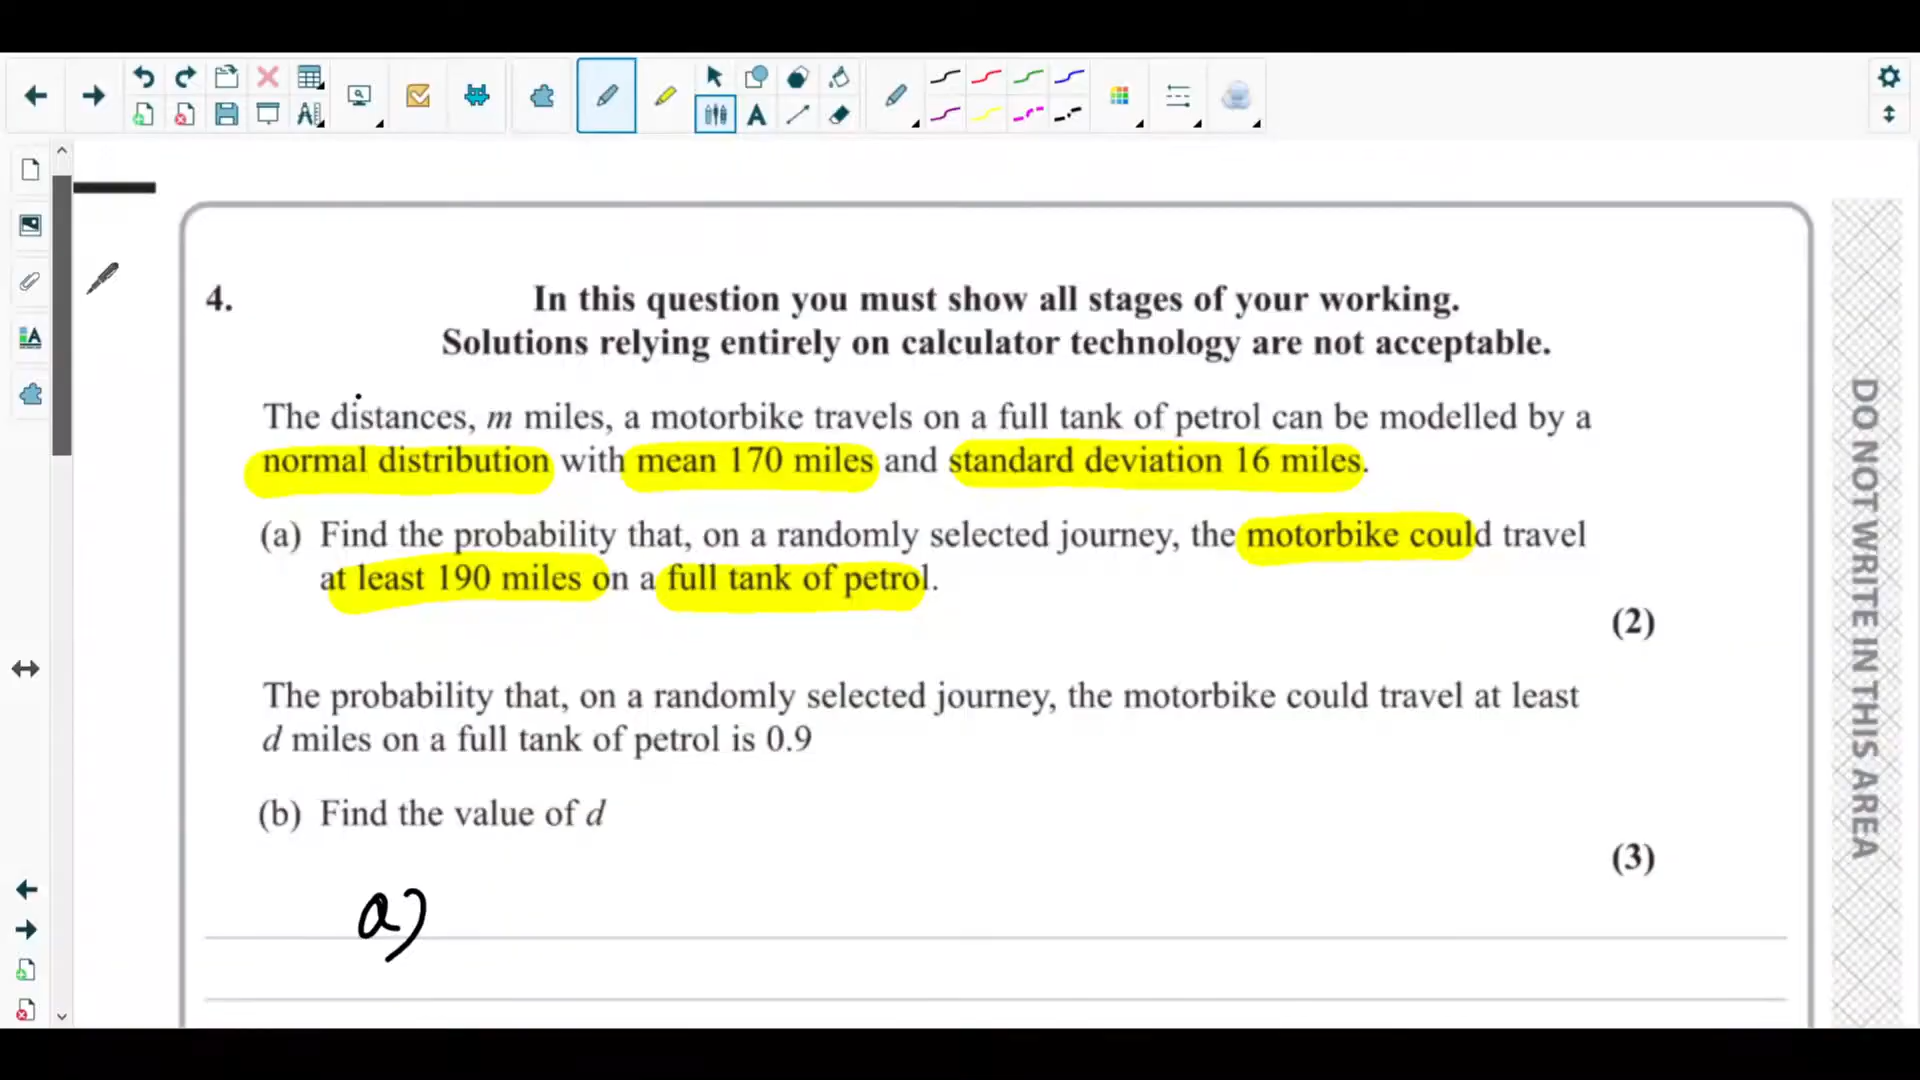 4.
In this question you must show all stages of your working.
Solutions relying entirely on calculator technology are not acceptable.
The distances, m miles, a motorbike travels on a full tank of petrol can be modelled by a
normal distribution with mean 170 miles and standard deviation 16 miles.
(a) Find the probability that, on a randomly selected journey, the motorbike could travel
at least 190 miles on a full tank of petrol.
(2)
The probability that, on a randomly selected journey, the motorbike could travel at least
d miles on a full tank of petrol is 0.9
(b) Find the value of d
(3)
a)
DO NOT WRITE IN THIS AREA